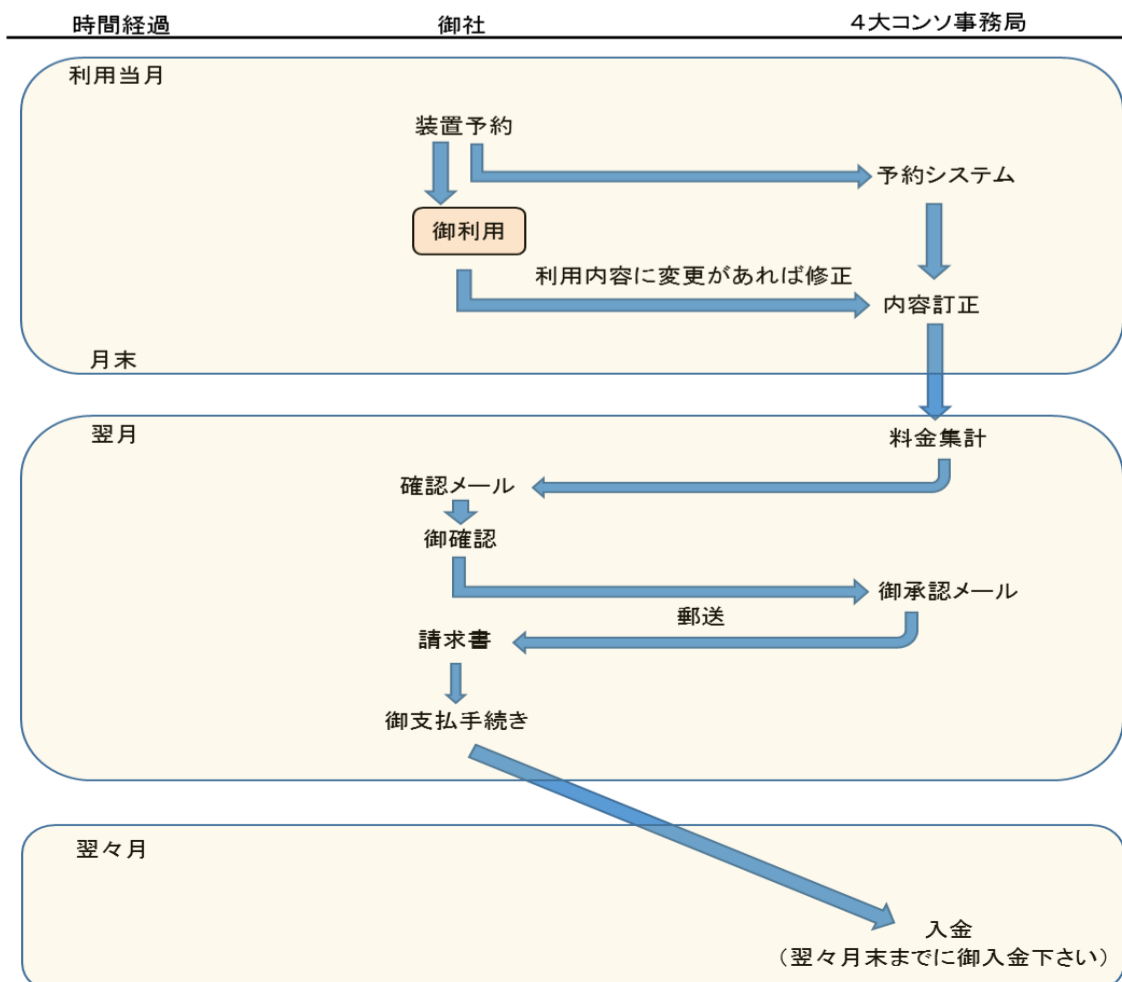 時間経過 御社 4大コンソ事務局
利用当月
装置予約
予約システム
御利用
利用内容に変更があれば修正
内容訂正
月末
翌月
料金集計
確認メール
御確認
御承認メール
郵送
請求書
御支払手続き
翌々月
入金
(翌々月末までに御入金下さい)